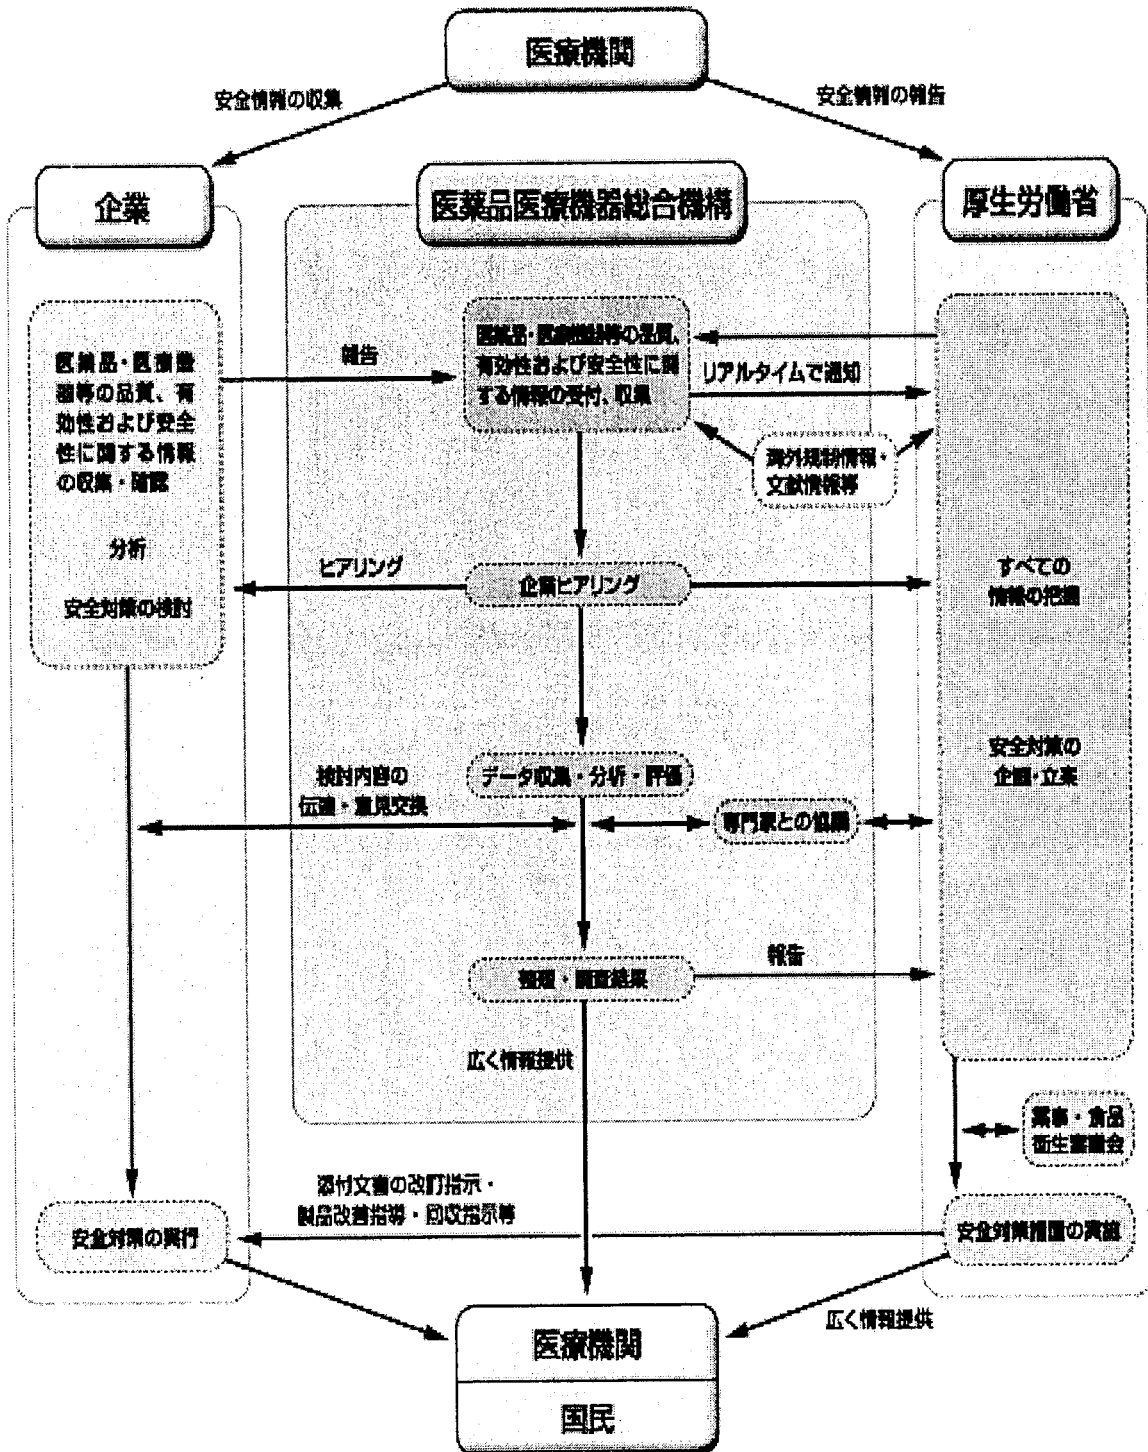 医療機関
安全情報の収集
安全情報の報告
企業
医薬品医療機器総合機構
厚生労働省
医薬品・医療機
器等の品質、有
効性および安全
性に関する情報
の収集・確認
分析
安全対策の検討
報告
医薬品・医療機器等の品質、
有効性および安全性に関
する情報の受付、収集
リアルタイムで通知
海外規制情報・
文献情報等
ヒアリング
企業ヒアリング
すべての
情報の把握
検討内容の
伝達・意見交換
データ収集・分析・評価
専門家との協議
安全対策の
企画・立案
整理・調査結果
報告
広く情報提供
薬事・食品
衛生審議会
添付文書の改訂指示・
製品改善指導・回収指示等
安全対策の実行
安全対策措置の実施
広く情報提供
医療機関
国民